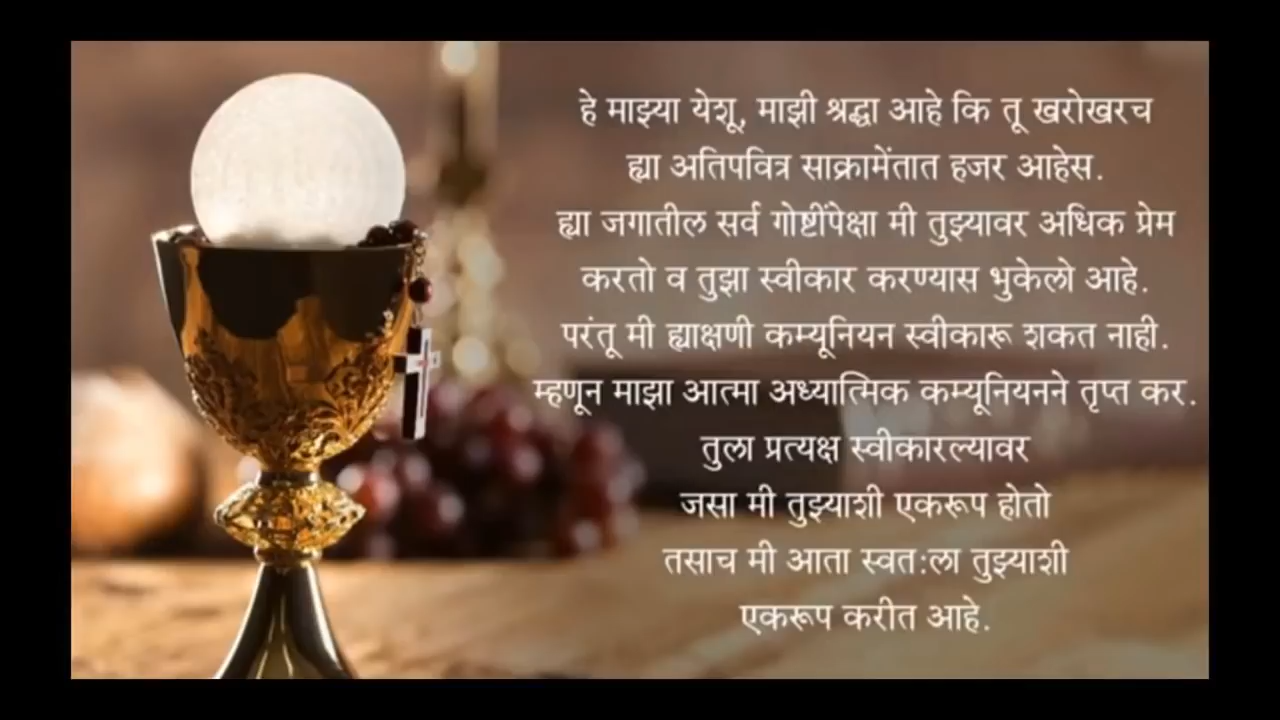 हे माझ्या येशू, माझी श्रद्धा आहे कि तू खरोखरच
ह्या अतिपवित्र साक्रामेंतात हजर आहेस.
ह्या जगातील सर्व गोष्टींपेक्षा मी तुझ्यावर अधिक प्रेम
करतो व तुझा स्वीकार करण्यास भुकेलो आहे.
परंतू मी ह्याक्षणी कम्यूनियन स्वीकारू शकत नाही.
म्हणून माझा आत्मा अध्यात्मिक कम्यूनियनने तृप्त कर.
तुला प्रत्यक्ष स्वीकारल्यावर
जसा मी तुझ्याशी एकरूप होतो
तसाच मी आता स्वत:ला तुझ्याशी
एकरूप करीत आहे.